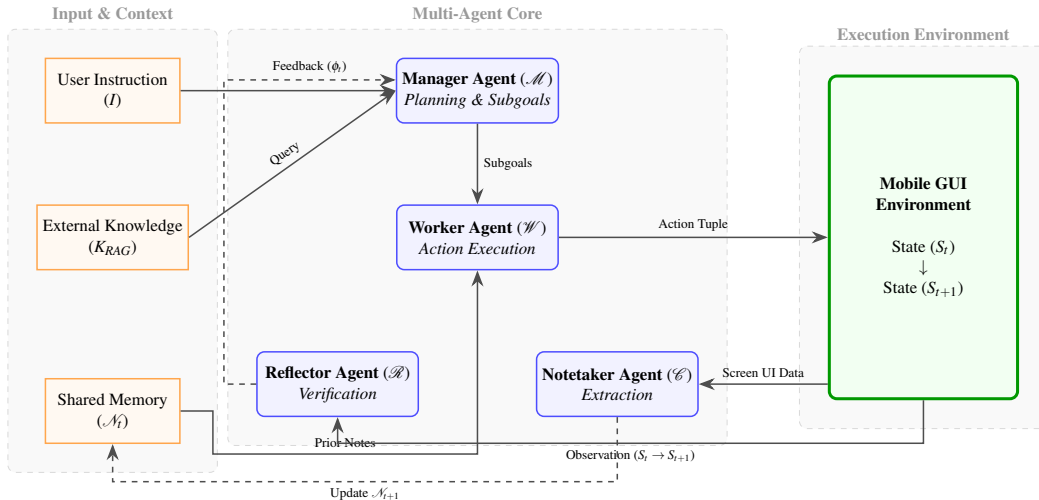 Input & Context
Multi-Agent Core
Execution Environment
User Instruction
(I)
Feedback (ϕt)
Manager Agent (ℳ)
Planning & Subgoals
Query
Subgoals
External Knowledge
(KRAG)
Worker Agent (𝒲)
Action Execution
Action Tuple
Mobile GUI
Environment
State (St)
↓
State (St+1)
Shared Memory
(𝒩t)
Reflector Agent (ℛ)
Verification
Notetaker Agent (𝒞)
Extraction
Screen UI Data
Prior Notes
Observation (St → St+1)
Update 𝒩t+1